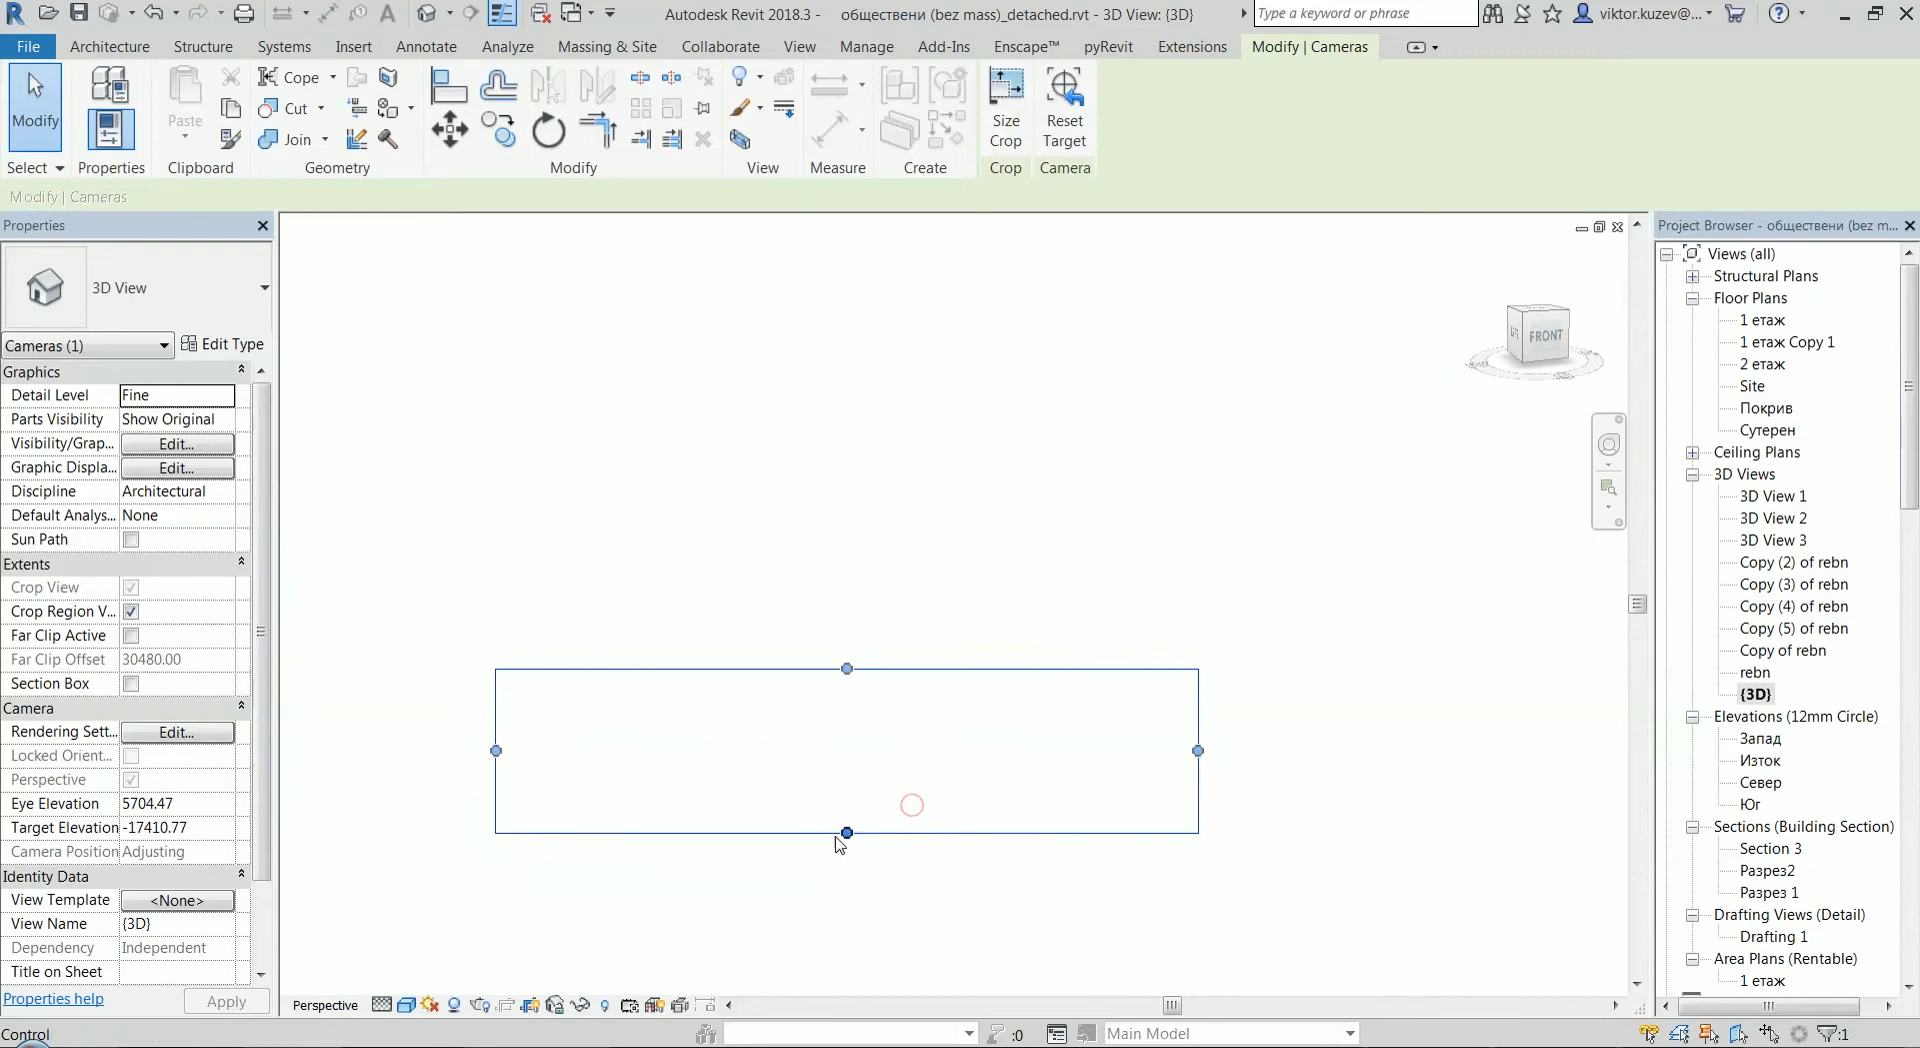 Autodesk Revit 2018.3 - обществени (bez mass)_detached.rvt - 3D View: {3D}
Type a keyword or phrase
viktor.kuzev@...
File Architecture Structure Systems Insert Annotate Analyze Massing & Site Collaborate View Manage Add-Ins Enscape™ pyRevit Extensions Modify | Cameras
Modify
Paste
Cope
Cut
Join
Size Crop
Reset Target
Select Properties Clipboard Geometry Modify View Measure Create Crop Camera
Modify | Cameras
Properties
3D View
Cameras (1) Edit Type
Graphics
Detail Level Fine
Parts Visibility Show Original
Visibility/Grap... Edit...
Graphic Displa... Edit...
Discipline Architectural
Default Analys... None
Sun Path
Extents
Crop View
Crop Region V...
Far Clip Active
Far Clip Offset 30480.00
Section Box
Camera
Rendering Sett... Edit...
Locked Orient...
Perspective
Eye Elevation 5704.47
Target Elevation -17410.77
Camera Position Adjusting
Identity Data
View Template <None>
View Name {3D}
Dependency Independent
Title on Sheet
Properties help Apply
FRONT
Perspective
Project Browser - обществени (bez m...
Views (all)
Structural Plans
Floor Plans
1 етаж
1 етаж Copy 1
2 етаж
Site
Покрив
Сутерен
Ceiling Plans
3D Views
3D View 1
3D View 2
3D View 3
Copy (2) of rebn
Copy (3) of rebn
Copy (4) of rebn
Copy (5) of rebn
Copy of rebn
rebn
{3D}
Elevations (12mm Circle)
Запад
Изток
Север
Юг
Sections (Building Section)
Section 3
Разрез2
Разрез 1
Drafting Views (Detail)
Drafting 1
Area Plans (Rentable)
1 етаж
Control
:0
Main Model
:1